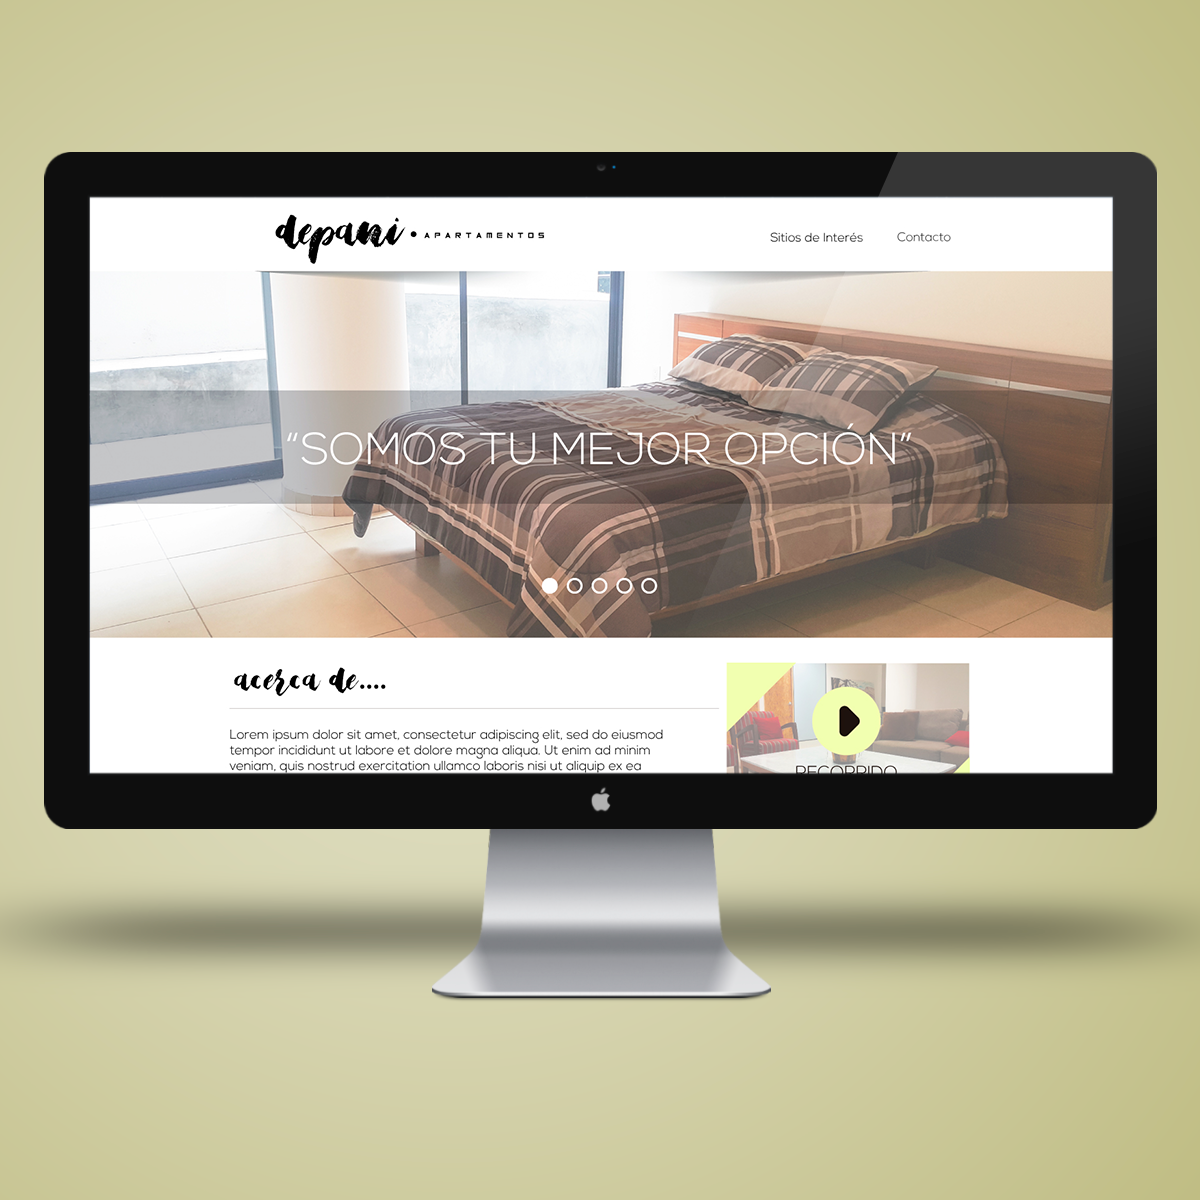 depani • APARTAMENTOS
Sitios de Interés Contacto
“SOMOS TU MEJOR OPCIÓN”
acerca de....
Lorem ipsum dolor sit amet, consectetur adipiscing elit, sed do eiusmod
tempor incididunt ut labore et dolore magna aliqua. Ut enim ad minim
veniam, quis nostrud exercitation ullamco laboris nisi ut aliquip ex ea
RECORRIDO